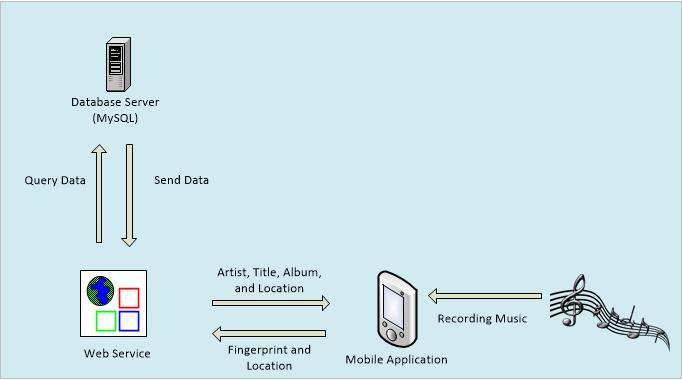 Database Server
(MySQL)
Query Data
Send Data
Artist, Title, Album,
and Location
Recording Music
Web Service
Fingerprint and
Location
Mobile Application